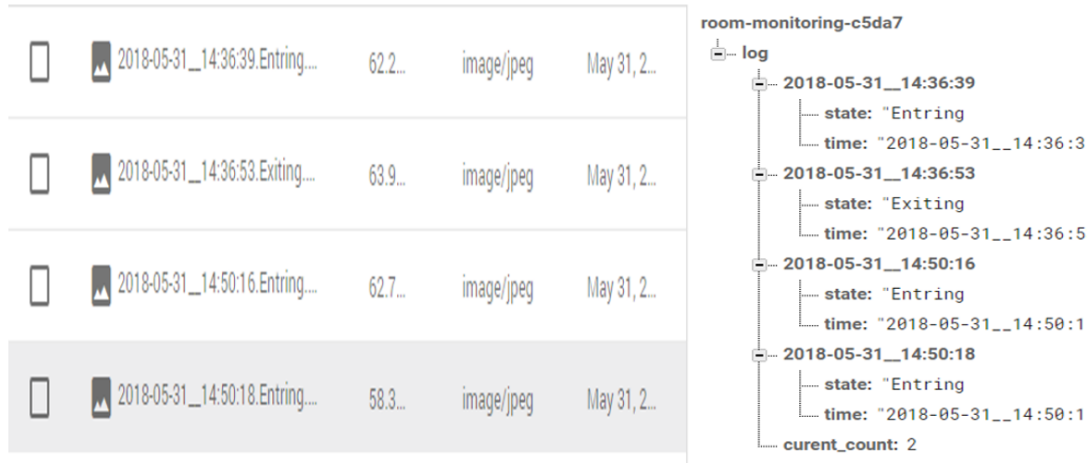 2018-05-31__14:36:39.Entring.... 62.2... image/jpeg May 31, 2...
2018-05-31__14:36:53.Exiting.... 63.9... image/jpeg May 31, 2...
2018-05-31__14:50:16.Entring.... 62.7... image/jpeg May 31, 2...
2018-05-31__14:50:18.Entring.... 58.3... image/jpeg May 31, 2...
room-monitoring-c5da7
log
2018-05-31__14:36:39
state: "Entring
time: "2018-05-31__14:36:3
2018-05-31__14:36:53
state: "Exiting
time: "2018-05-31__14:36:5
2018-05-31__14:50:16
state: "Entring
time: "2018-05-31__14:50:1
2018-05-31__14:50:18
state: "Entring
time: "2018-05-31__14:50:1
curent_count: 2